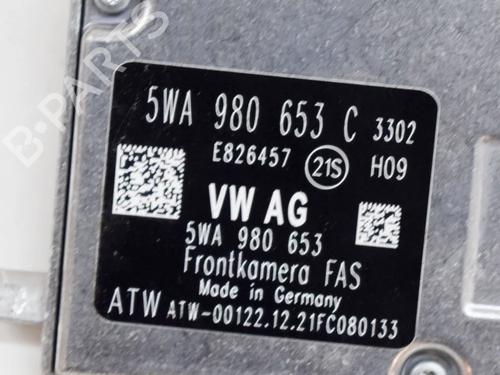 B-PARTS
5WA 980 653 C 3302
E826457 21S H09
VW AG
5WA 980 653
Frontkamera FAS
Made in Germany
ATW ATW-00122.12.21FC080133